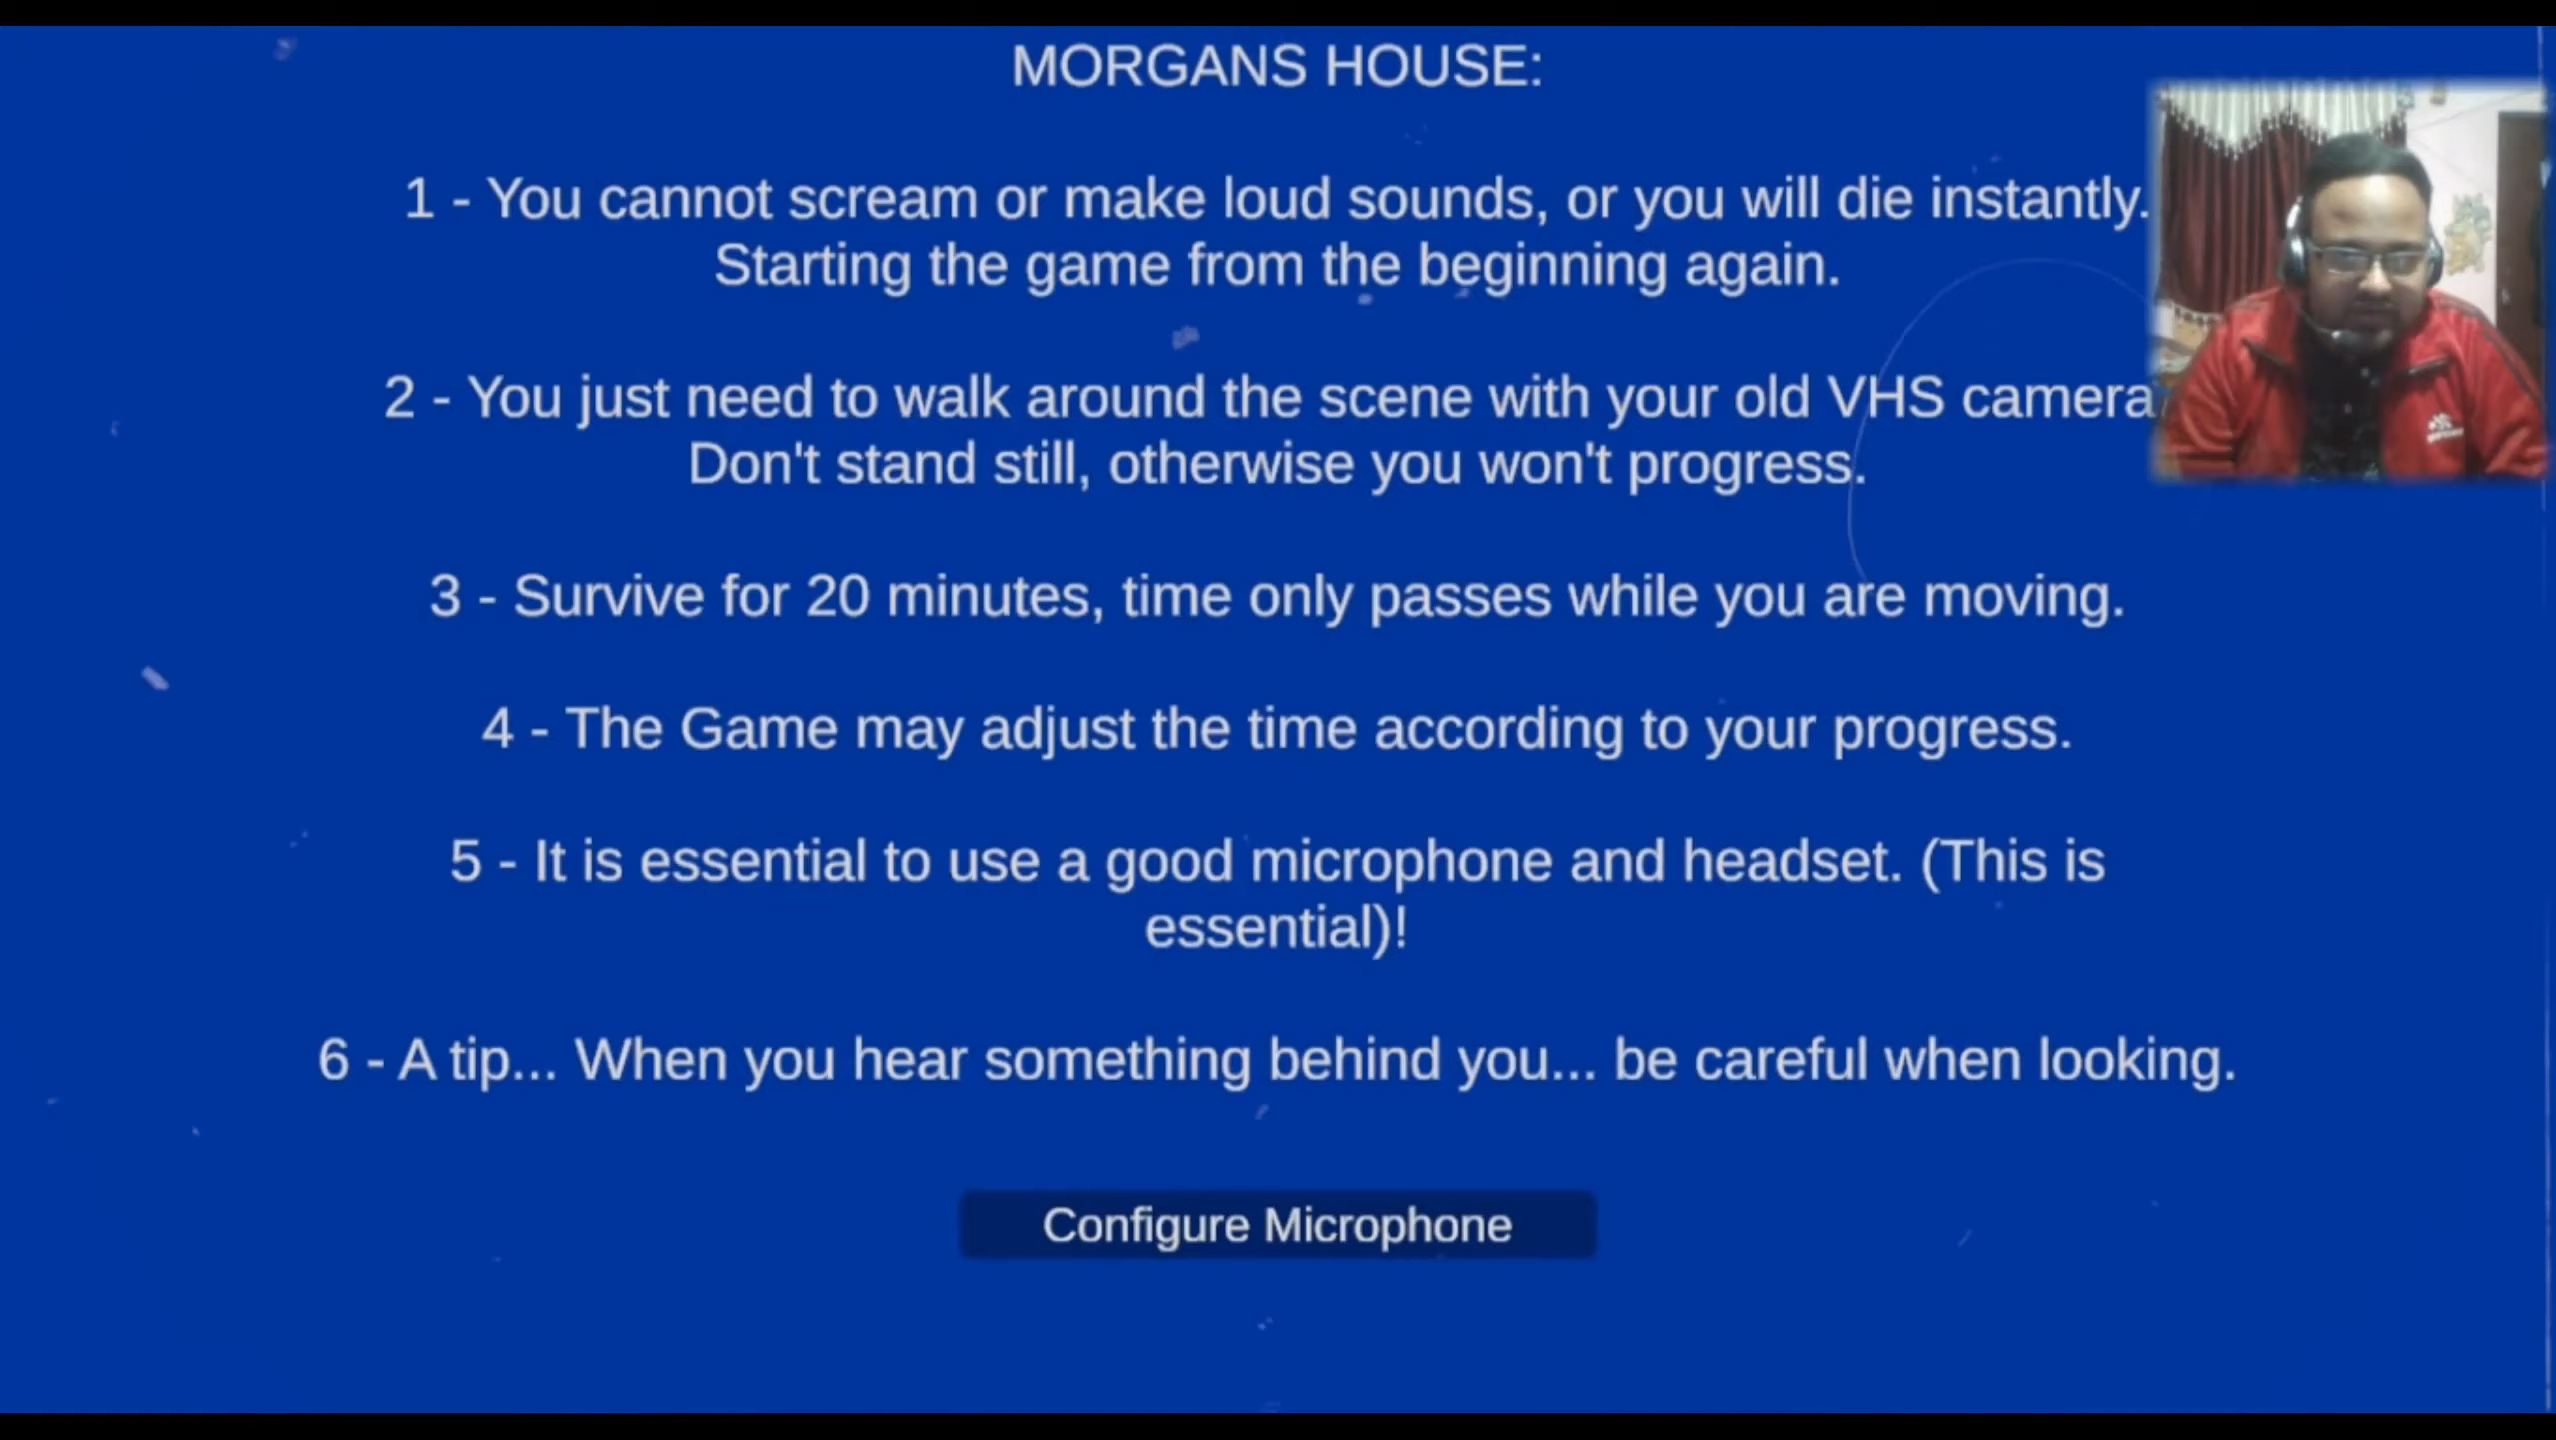 MORGANS HOUSE:
1 - You cannot scream or make loud sounds, or you will die instantly.
Starting the game from the beginning again.
2 - You just need to walk around the scene with your old VHS camera
Don't stand still, otherwise you won't progress.
3 - Survive for 20 minutes, time only passes while you are moving.
4 - The Game may adjust the time according to your progress.
5 - It is essential to use a good microphone and headset. (This is
essential)!
6 - A tip... When you hear something behind you... be careful when looking.
Configure Microphone